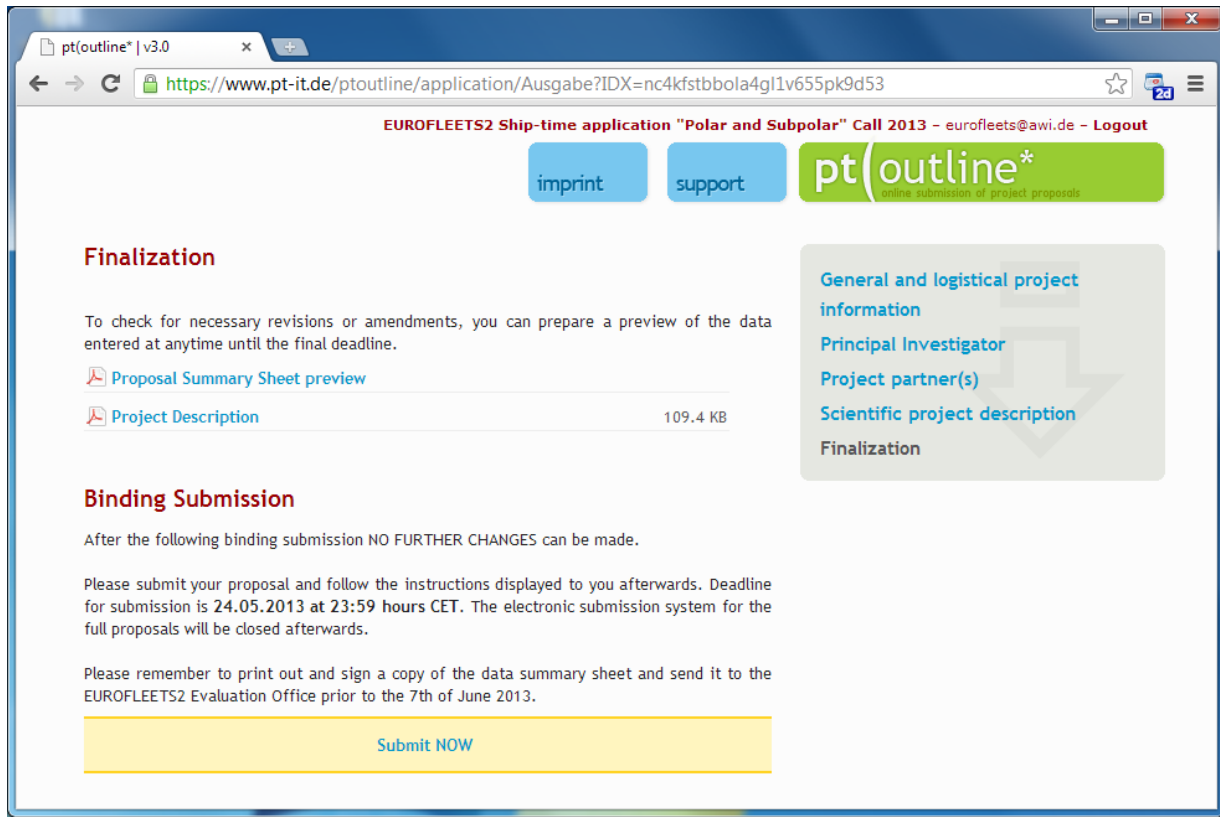 pt(outline* | v3.0
https://www.pt-it.de/ptoutline/application/Ausgabe?IDX=nc4kfstbbola4gl1v655pk9d53
2d
EUROFLEETS2 Ship-time application "Polar and Subpolar" Call 2013 – eurofleets@awi.de – Logout
imprint
support
pt(outline*
online submission of project proposals
Finalization
To check for necessary revisions or amendments, you can prepare a preview of the data
entered at anytime until the final deadline.
Proposal Summary Sheet preview
Project Description 109.4 KB
Binding Submission
After the following binding submission NO FURTHER CHANGES can be made.
Please submit your proposal and follow the instructions displayed to you afterwards. Deadline
for submission is 24.05.2013 at 23:59 hours CET. The electronic submission system for the
full proposals will be closed afterwards.
Please remember to print out and sign a copy of the data summary sheet and send it to the
EUROFLEETS2 Evaluation Office prior to the 7th of June 2013.
Submit NOW
General and logistical project
information
Principal Investigator
Project partner(s)
Scientific project description
Finalization